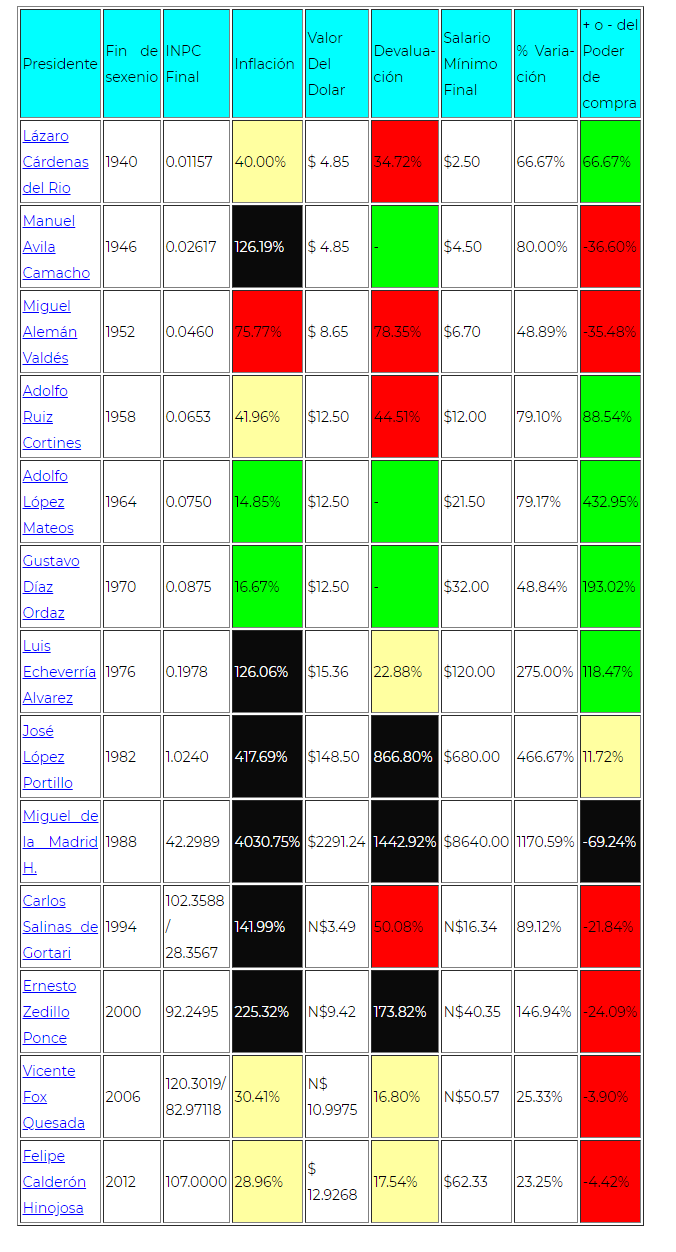 Presidente
Fin de
sexenio
INPC
Final
Inflación
Valor
Del
Dolar
Devalua-
ción
Salario
Mínimo
Final
% Varia-
ción
+ o - del
Poder
de
compra
Lázaro
Cárdenas
del Rio
1940
0.01157
40.00%
$ 4.85
34.72%
$2.50
66.67%
66.67%
Manuel
Avila
Camacho
1946
0.02617
126.19%
$ 4.85
-
$4.50
80.00%
-36.60%
Miguel
Alemán
Valdés
1952
0.0460
75.77%
$ 8.65
78.35%
$6.70
48.89%
-35.48%
Adolfo
Ruiz
Cortines
1958
0.0653
41.96%
$12.50
44.51%
$12.00
79.10%
88.54%
Adolfo
López
Mateos
1964
0.0750
14.85%
$12.50
-
$21.50
79.17%
432.95%
Gustavo
Díaz
Ordaz
1970
0.0875
16.67%
$12.50
-
$32.00
48.84%
193.02%
Luis
Echeverría
Alvarez
1976
0.1978
126.06%
$15.36
22.88%
$120.00
275.00%
118.47%
José
López
Portillo
1982
1.0240
417.69%
$148.50
866.80%
$680.00
466.67%
11.72%
Miguel de
la Madrid
H.
1988
42.2989
4030.75%
$2291.24
1442.92%
$8640.00
1170.59%
-69.24%
Carlos
Salinas de
Gortari
1994
102.3588
/
28.3567
141.99%
N$3.49
50.08%
N$16.34
89.12%
-21.84%
Ernesto
Zedillo
Ponce
2000
92.2495
225.32%
N$9.42
173.82%
N$40.35
146.94%
-24.09%
Vicente
Fox
Quesada
2006
120.3019/
82.97118
30.41%
N$
10.9975
16.80%
N$50.57
25.33%
-3.90%
Felipe
Calderón
Hinojosa
2012
107.0000
28.96%
$
12.9268
17.54%
$62.33
23.25%
-4.42%